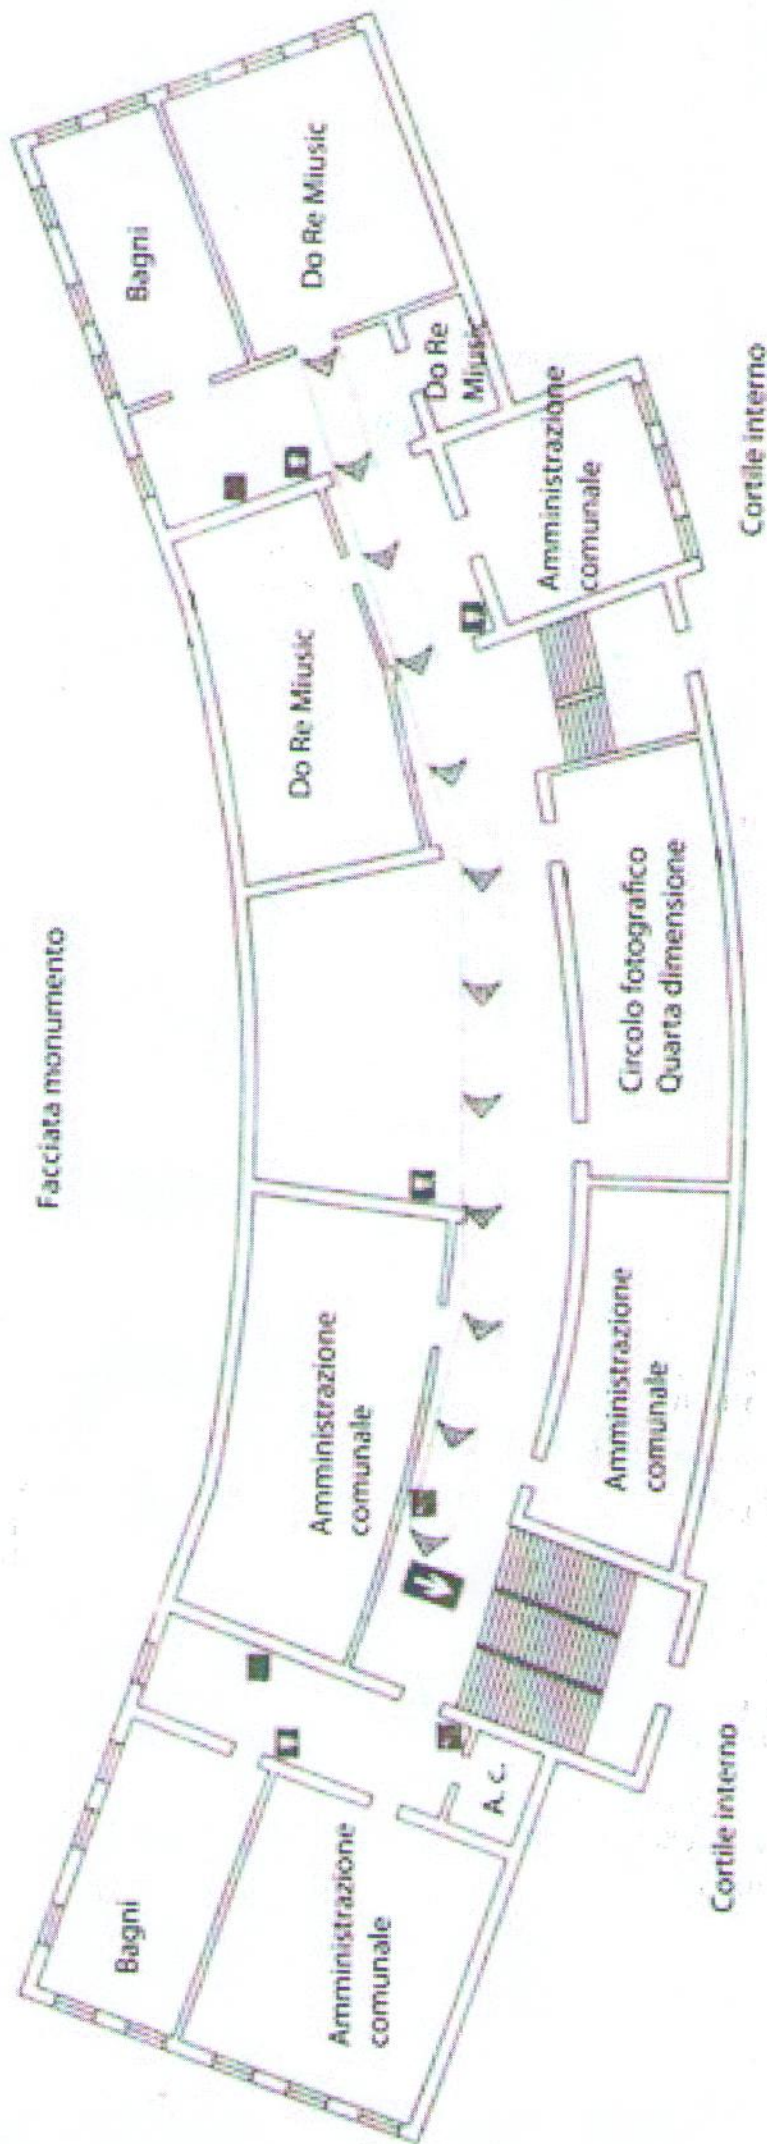 Facciata monumento
Bagni
Amministrazione
comunale
Amministrazione
comunale
Do Re Miusic
Bagni
Do Re Miusic
A. c.
Amministrazione
comunale
Circolo fotografico
Quarta dimensione
Amministrazione
comunale
Do Re
Miusic
Cortile interno
Cortile interno